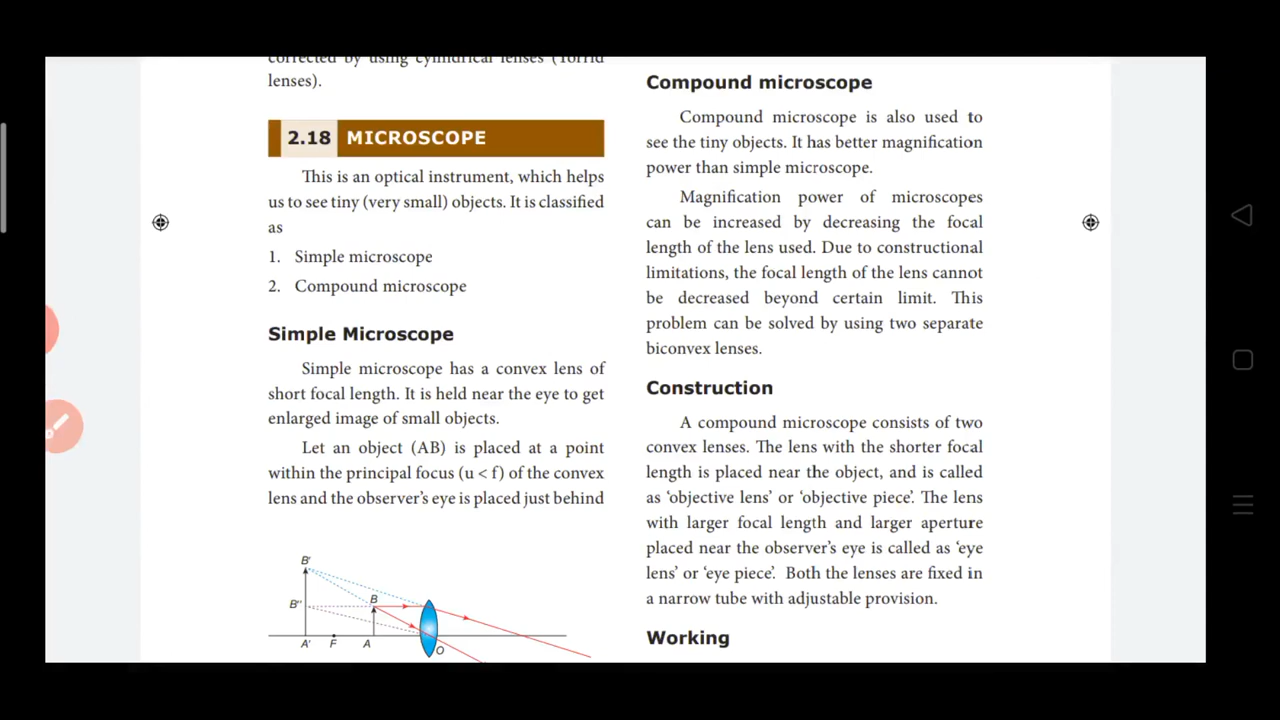 corrected by using cylindrical lenses (Torrid
lenses).
2.18 MICROSCOPE
This is an optical instrument, which helps
us to see tiny (very small) objects. It is classified
as
1. Simple microscope
2. Compound microscope
Simple Microscope
Simple microscope has a convex lens of
short focal length. It is held near the eye to get
enlarged image of small objects.
Let an object (AB) is placed at a point
within the principal focus (u < f) of the convex
lens and the observer’s eye is placed just behind
B'
B''
B
A'
F
A
O
Compound microscope
Compound microscope is also used to
see the tiny objects. It has better magnification
power than simple microscope.
Magnification power of microscopes
can be increased by decreasing the focal
length of the lens used. Due to constructional
limitations, the focal length of the lens cannot
be decreased beyond certain limit. This
problem can be solved by using two separate
biconvex lenses.
Construction
A compound microscope consists of two
convex lenses. The lens with the shorter focal
length is placed near the object, and is called
as ‘objective lens’ or ‘objective piece’. The lens
with larger focal length and larger aperture
placed near the observer’s eye is called as ‘eye
lens’ or ‘eye piece’. Both the lenses are fixed in
a narrow tube with adjustable provision.
Working